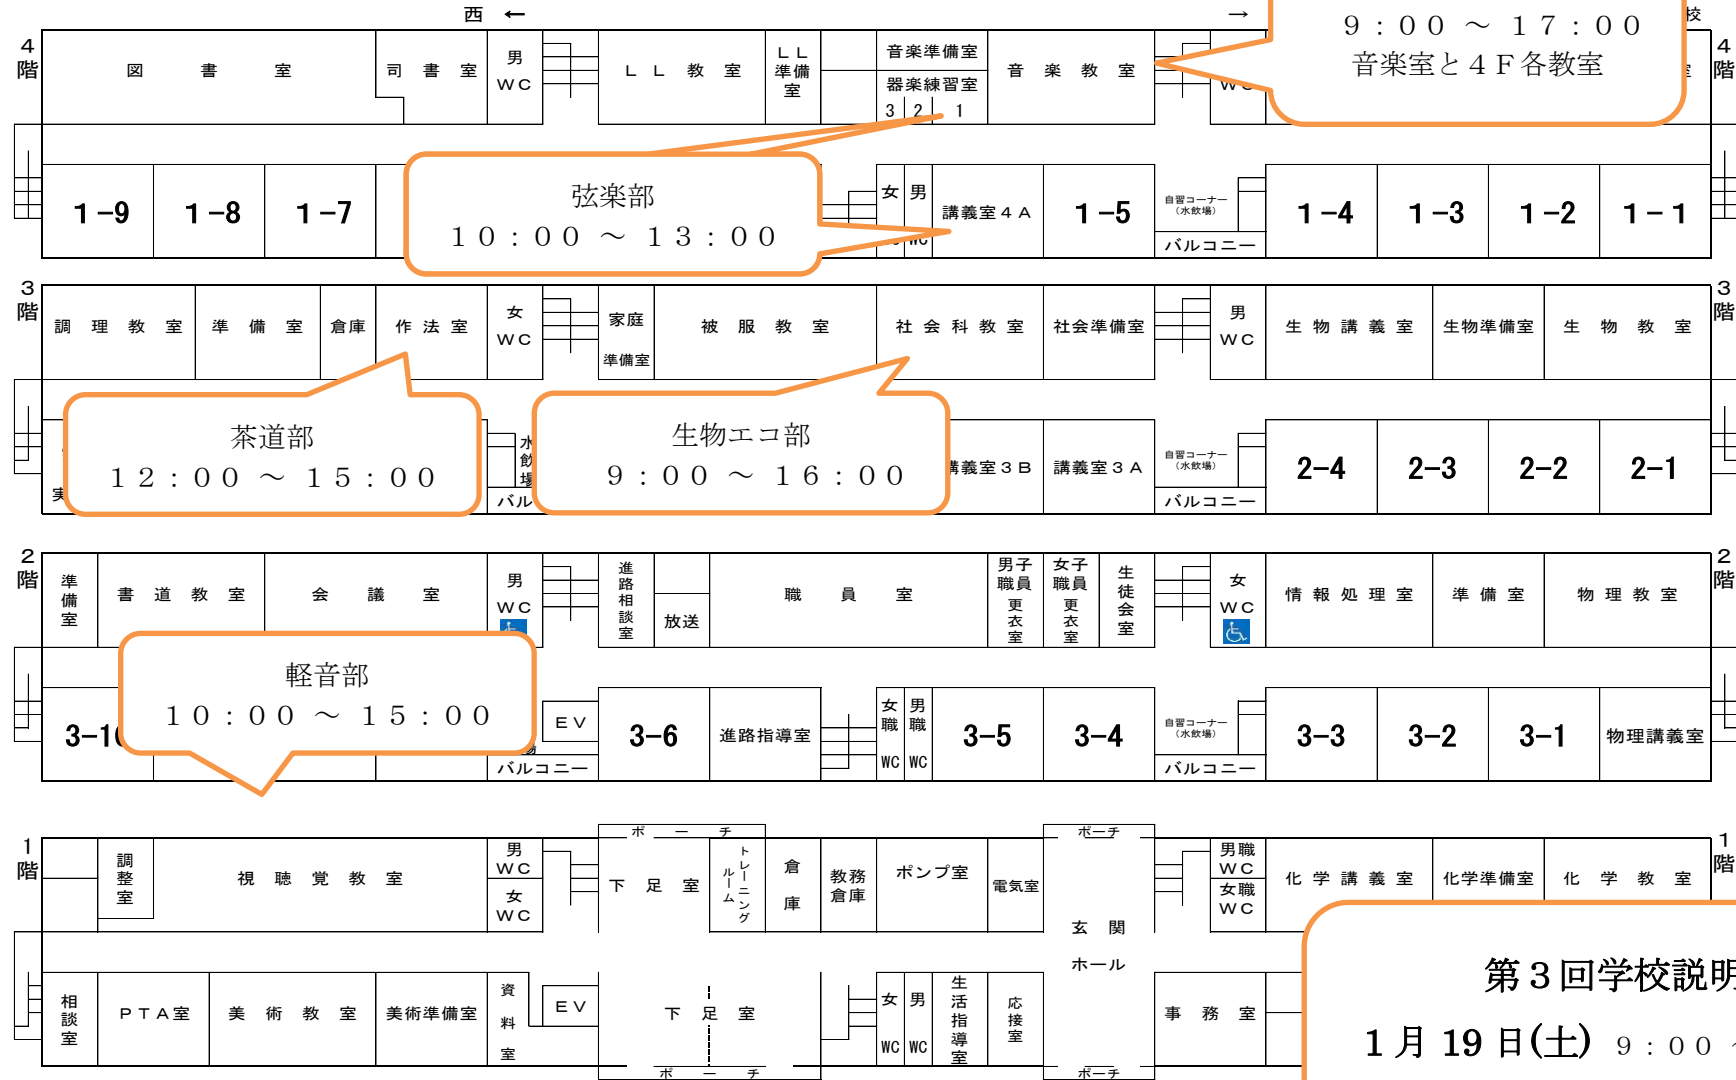 西 ←
→
校
9：00 ～ 17：00
音楽室と４Ｆ各教室
4階
図書室
司書室
男 WC
ＬＬ教室
ＬＬ準備室
音楽準備室
器楽練習室
3 2 1
音楽教室
WC
室
4階
弦楽部
10：00 ～ 13：00
1-9
1-8
1-7
女 WC
男 WC
講義室４Ａ
1-5
自習コーナー
（水飲場）
バルコニー
1-4
1-3
1-2
1-1
3階
調理教室
準備室
倉庫
作法室
女 WC
家庭準備室
被服教室
社会科教室
社会準備室
男 WC
生物講義室
生物準備室
生物教室
3階
茶道部
12：00 ～ 15：00
生物エコ部
9：00 ～ 16：00
実
水飲場
バル
講義室３Ｂ
講義室３Ａ
自習コーナー
（水飲場）
バルコニー
2-4
2-3
2-2
2-1
2階
準備室
書道教室
会議室
男 WC
進路相談室
放送
職員室
男子職員更衣室
女子職員更衣室
生徒会室
女 WC
情報処理室
準備室
物理教室
2階
軽音部
10：00 ～ 15：00
3-10
場
ＥＶ
バルコニー
3-6
進路指導室
女職 WC
男職 WC
3-5
3-4
自習コーナー
（水飲場）
バルコニー
3-3
3-2
3-1
物理講義室
1階
調整室
視聴覚教室
男 WC
女 WC
ポーチ
下足室
トレーニングルーム
倉庫
教務倉庫
ポンプ室
電気室
ポーチ
玄関ホール
男職 WC
女職 WC
化学講義室
化学準備室
化学教室
1階
相談室
ＰＴＡ室
美術教室
美術準備室
資料室
ＥＶ
下足室
ポーチ
女 WC
男 WC
生活指導室
応接室
ポーチ
事務室
第３回学校説明
1月19日(土) 9：00 ～